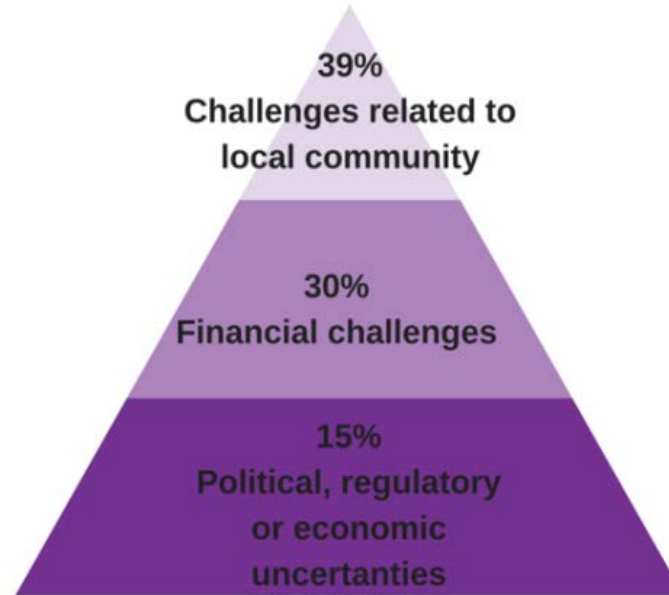 39%
Challenges related to
local community
30%
Financial challenges
15%
Political, regulatory
or economic
uncertanties